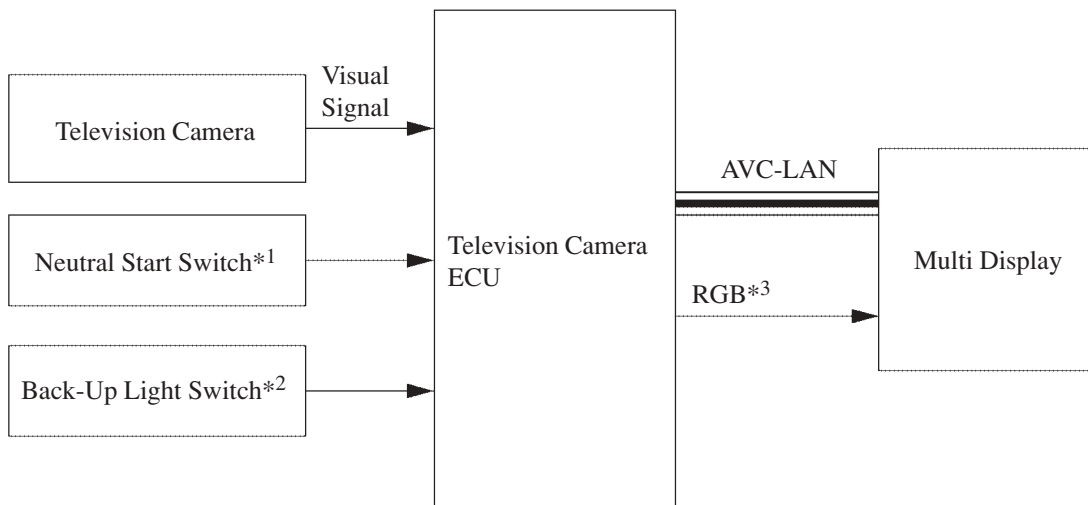 Visual
Signal
Television Camera
Neutral Start Switch*1
Back-Up Light Switch*2
Television Camera
ECU
AVC-LAN
RGB*3
Multi Display